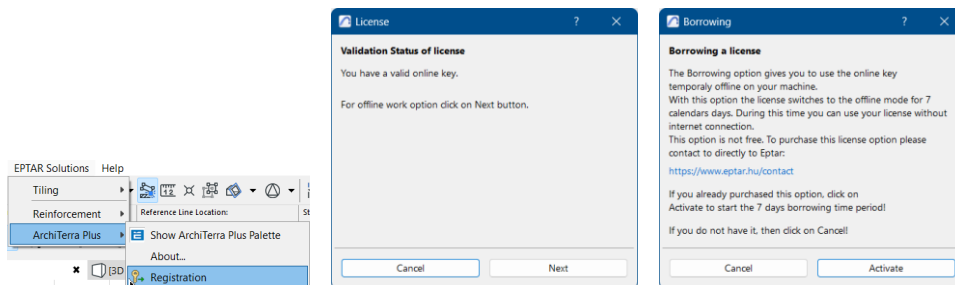 EPTAR Solutions Help
Tiling
Reinforcement
Reference Line Location:
ArchiTerra Plus
Show ArchiTerra Plus Palette
About...
[3D
Registration
License
Validation Status of license
You have a valid online key.
For offline work option click on Next button.
Cancel
Next
Borrowing
Borrowing a license
The Borrowing option gives you to use the online key
temporaly offline on your machine.
With this option the license switches to the offline mode for 7
calendars days. During this time you can use your license without
internet connection.
This option is not free. To purchase this license option please
contact to directly to Eptar:
https://www.eptar.hu/contact
If you already purchased this option, click on
Activate to start the 7 days borrowing time period!
If you do not have it, then click on Cancel!
Cancel
Activate